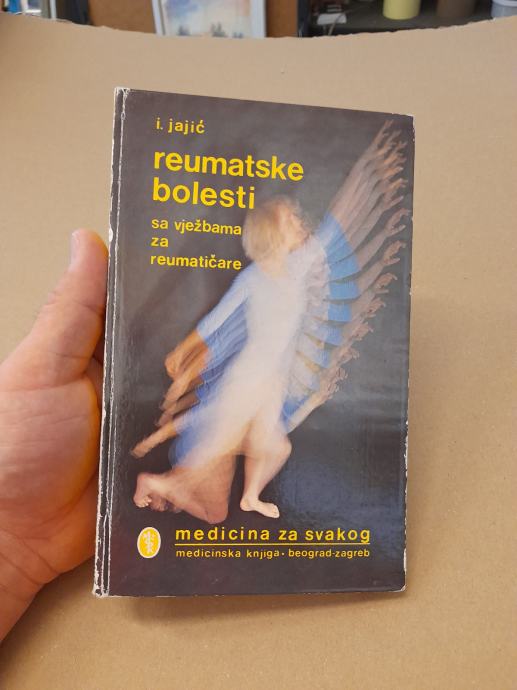 i. jajić
reumatske
bolesti
sa vježbama
za
reumatičare
medicina za svakog
medicinska knjiga • beograd-zagreb